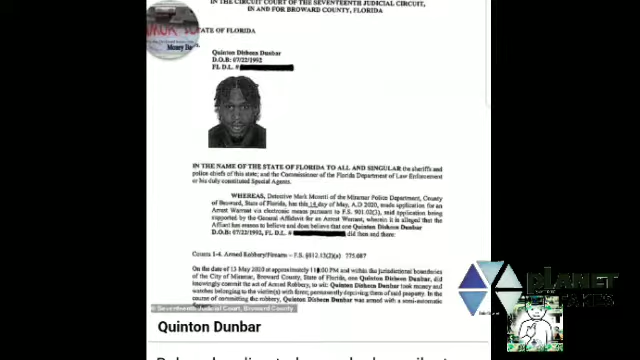 IN THE CIRCUIT COURT OF THE SEVENTEENTH JUDICIAL CIRCUIT,
IN AND FOR BROWARD COUNTY, FLORIDA
STATE OF FLORIDA
Money Ba
Quinton Dishem Dunbar
D.O.B: 07/22/1992
FL D.L. #
IN THE NAME OF THE STATE OF FLORIDA TO ALL AND SINGULAR the sheriffs and
police chiefs of this state; and the Commissioner of the Florida Department of Law Enforcement
or his duly constituted Special Agents.
WHEREAS, Detective Mark Moretti of the Miramar Police Department, County
of Broward, State of Florida, has this 14 day of May, A.D 2020, made application for an
Arrest Warrant via electronic means pursuant to F.S. 901.02(3), said Application being
supported by the General Affidavit for an Arrest Warrant, wherein it is alleged that the
Affiant has reason to believe and does believe that one Quinton Dishem Dunbar
D.O.B: 07/22/1992, FL D.L. # did then and there:
Counts 1-4. Armed Robbery/Firearm - F.S. §812.13(2)(a) 775.087
On the date of 13 May 2020 at approximately PM and within the jurisdictional boundaries
of the City of Miramar, Broward County, State of Florida, one Quinton Dishem Dunbar, did
knowingly commit the act of Armed Robbery, to wit: Quinton Dishem Dunbar took money and
watches belonging to the victim(s) with force; permanently depriving them of said property. In the
course of committing the robbery, Quinton Dishem Dunbar was armed with a semi-automatic
Seventeenth Judicial Court, Broward County
Quinton Dunbar
PLANET